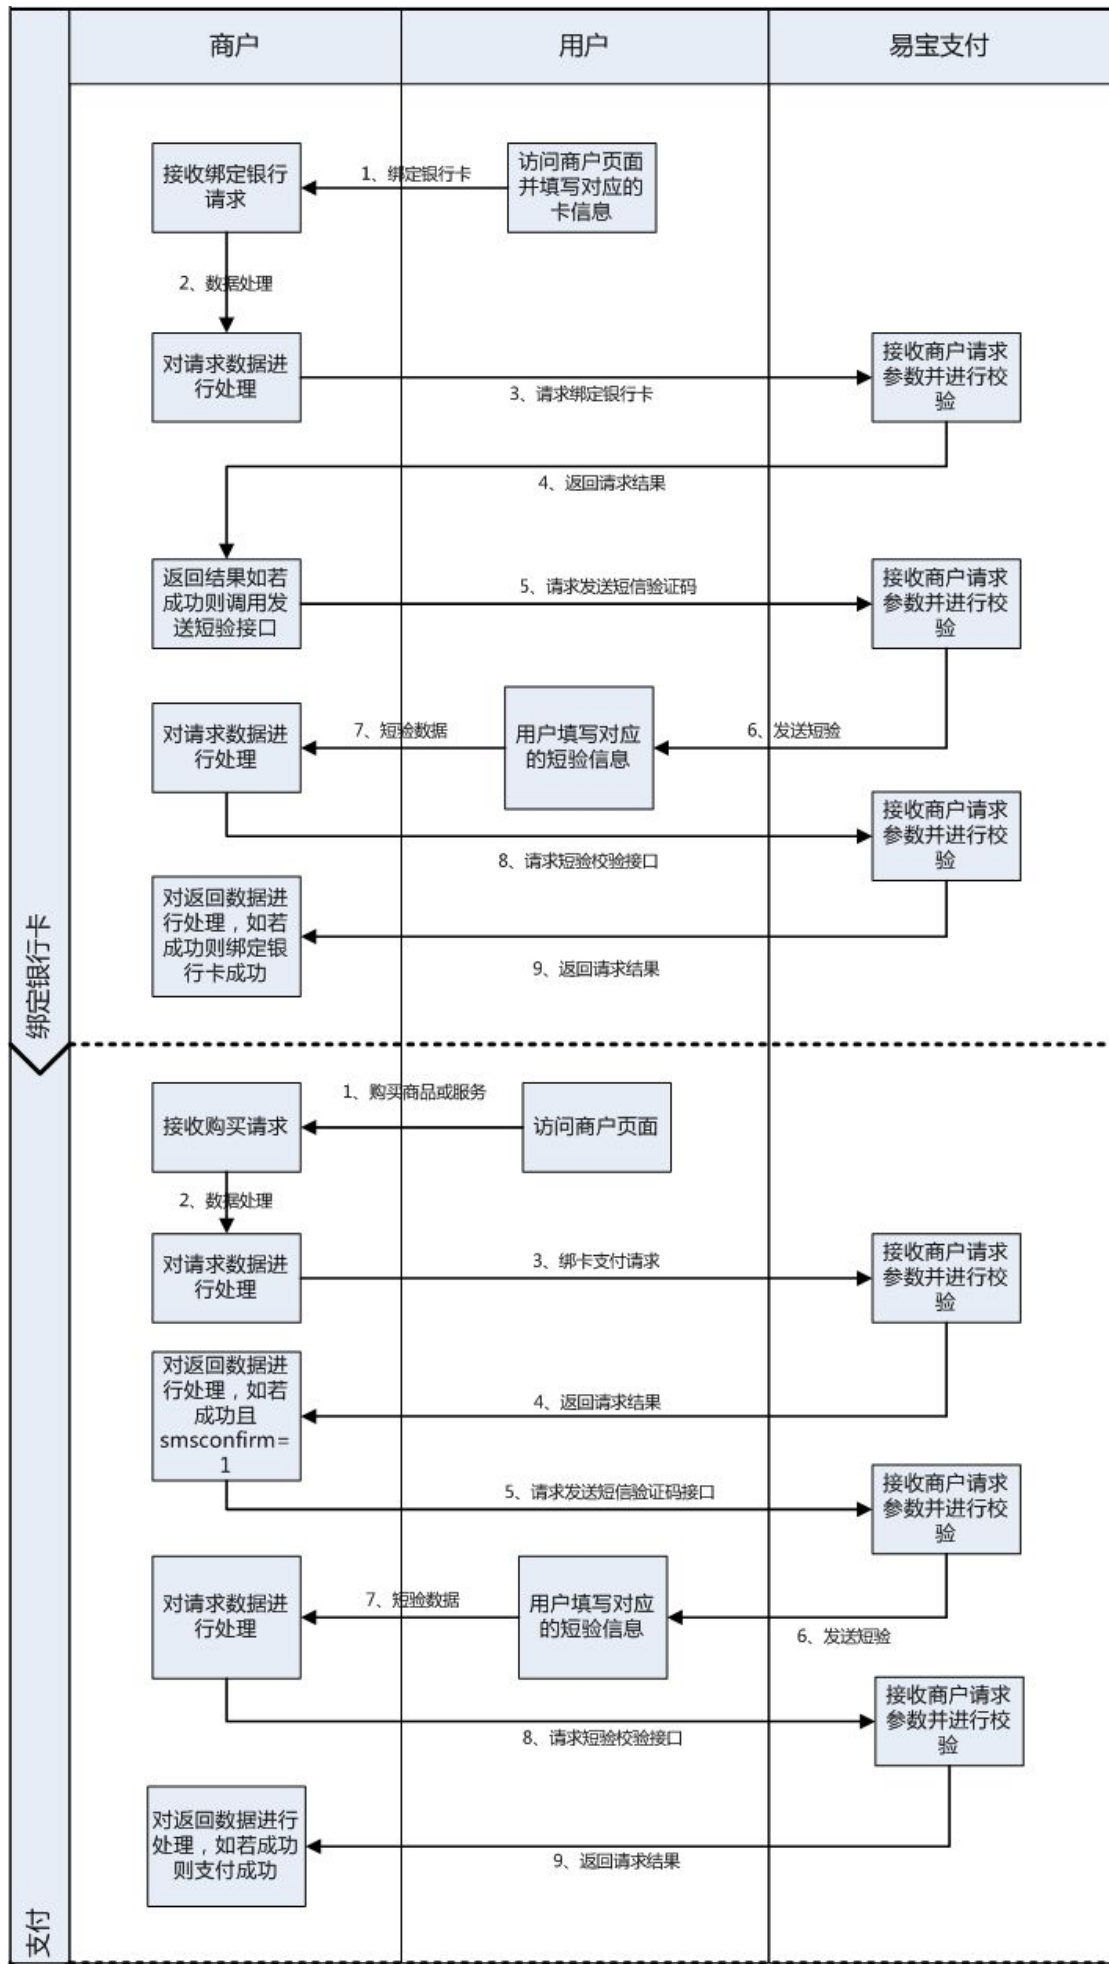 商户
用户
易宝支付
绑定银行卡
接收绑定银行
请求
1、绑定银行卡
访问商户页面
并填写对应的
卡信息
2、数据处理
对请求数据进
行处理
3、请求绑定银行卡
接收商户请求
参数并进行校
验
4、返回请求结果
返回结果如若
成功则调用发
送短验接口
5、请求发送短信验证码
接收商户请求
参数并进行校
验
6、发送短验
用户填写对应
的短验信息
7、短验数据
对请求数据进
行处理
8、请求短验校验接口
接收商户请求
参数并进行校
验
9、返回请求结果
对返回数据进
行处理，如若
成功则绑定银
行卡成功
支付
接收购买请求
1、购买商品或服务
访问商户页面
2、数据处理
对请求数据进
行处理
3、绑卡支付请求
接收商户请求
参数并进行校
验
4、返回请求结果
对返回数据进
行处理，如若
成功且
smsconfirm=
1
5、请求发送短信验证码接口
接收商户请求
参数并进行校
验
6、发送短验
用户填写对应
的短验信息
7、短验数据
对请求数据进
行处理
8、请求短验校验接口
接收商户请求
参数并进行校
验
9、返回请求结果
对返回数据进行
处理，如若成功
则支付成功